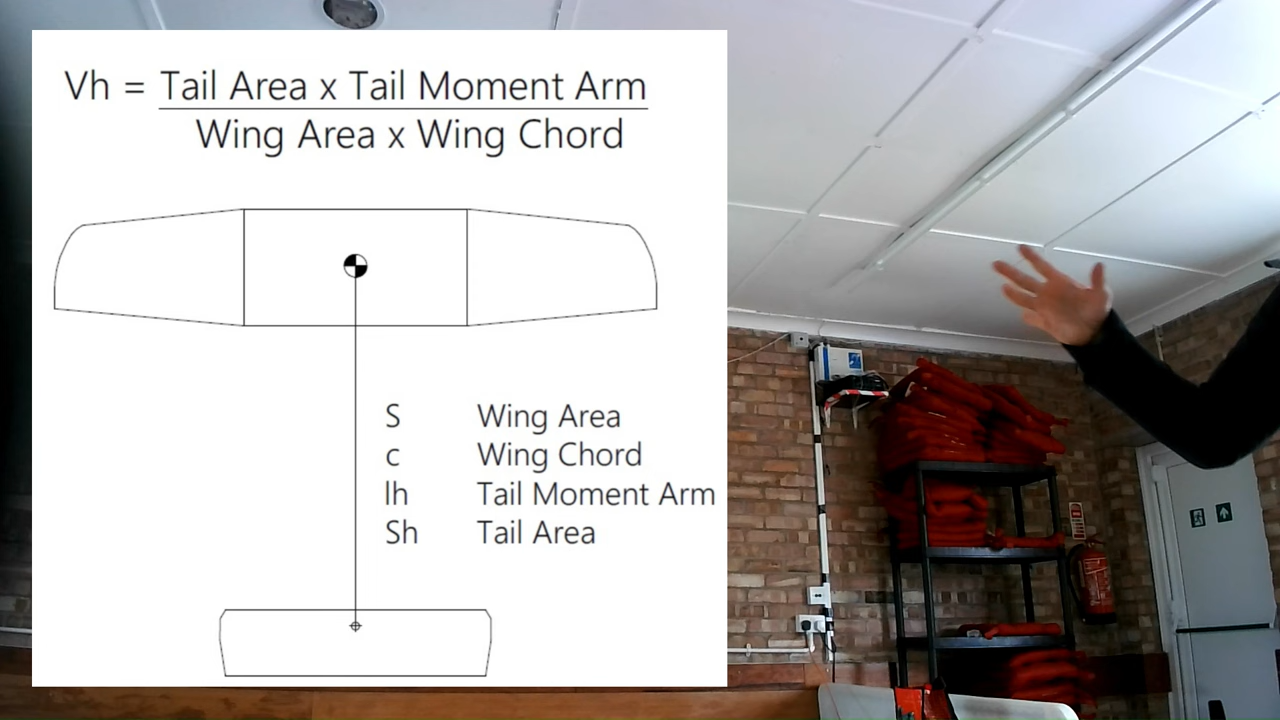 Vh = Tail Area x Tail Moment Arm
Wing Area x Wing Chord
S Wing Area
c Wing Chord
lh Tail Moment Arm
Sh Tail Area